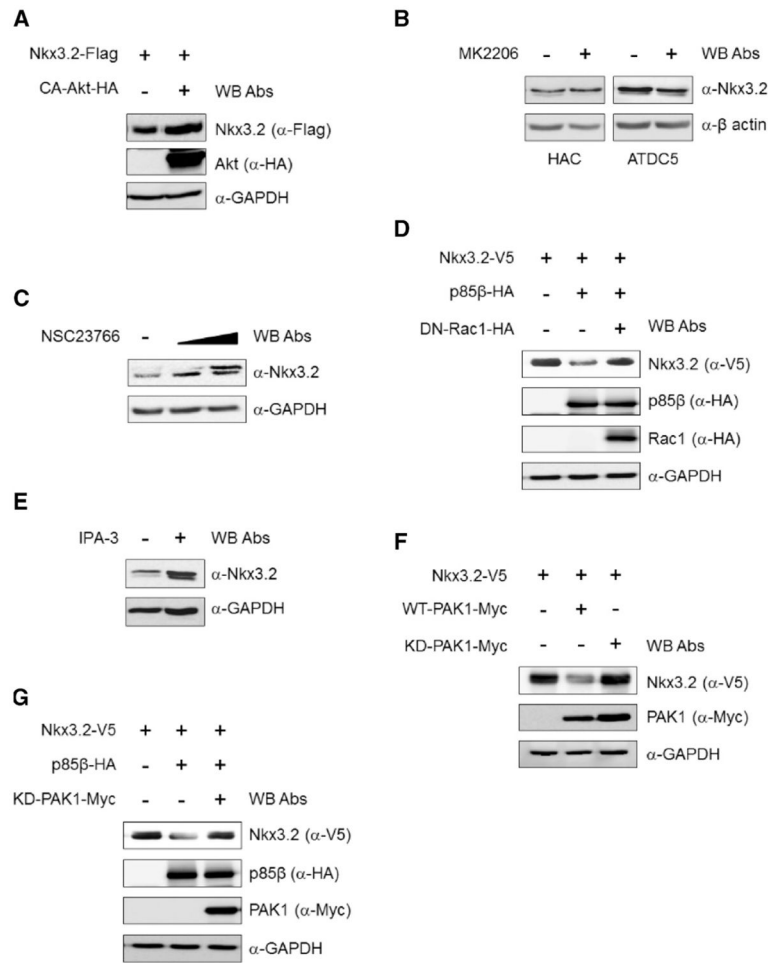 A
Nkx3.2-Flag + +
CA-Akt-HA - + WB Abs
Nkx3.2 (α-Flag)
Akt (α-HA)
α-GAPDH
B
MK2206 - + - + WB Abs
α-Nkx3.2
α-β actin
HAC ATDC5
C
NSC23766 - WB Abs
α-Nkx3.2
α-GAPDH
D
Nkx3.2-V5 + + +
p85β-HA - + +
DN-Rac1-HA - - + WB Abs
Nkx3.2 (α-V5)
p85β (α-HA)
Rac1 (α-HA)
α-GAPDH
E
IPA-3 - + WB Abs
α-Nkx3.2
α-GAPDH
F
Nkx3.2-V5 + + +
WT-PAK1-Myc - + -
KD-PAK1-Myc - - + WB Abs
Nkx3.2 (α-V5)
PAK1 (α-Myc)
α-GAPDH
G
Nkx3.2-V5 + + +
p85β-HA - + +
KD-PAK1-Myc - - + WB Abs
Nkx3.2 (α-V5)
p85β (α-HA)
PAK1 (α-Myc)
α-GAPDH